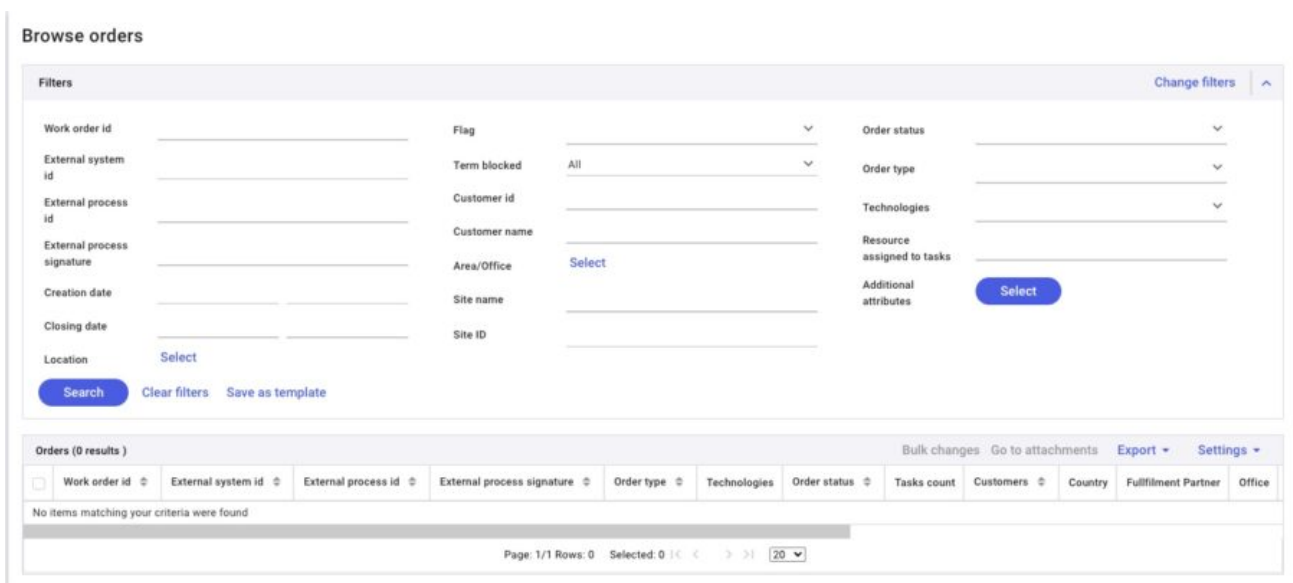 Browse orders
Filters
Change filters
Work order id
External system
id
External process
id
External process
signature
Creation date
Closing date
Location
Select
Flag
Term blocked
All
Customer id
Customer name
Area/Office
Select
Site name
Site ID
Order status
Order type
Technologies
Resource
assigned to tasks
Additional
attributes
Select
Search
Clear filters
Save as template
Orders (0 results )
Bulk changes
Go to attachments
Export
Settings
Work order id
External system id
External process id
External process signature
Order type
Technologies
Order status
Tasks count
Customers
Country
Fullfilment Partner
Office
No items matching your criteria were found
Page: 1/1 Rows: 0 Selected: 0 |< < > >| 20